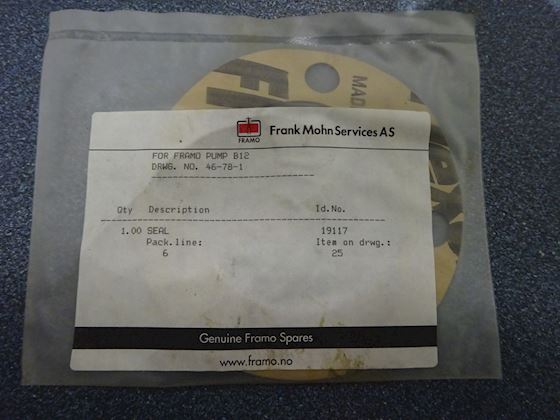 MAD
FRAMO
Frank Mohn Services AS
FOR FRAMO PUMP B12
DRWG. NO. 46-78-1
Qty Description Id.No.
1.00 SEAL 19117
Pack.line: Item on drwg.:
6 25
Genuine Framo Spares
www.framo.no